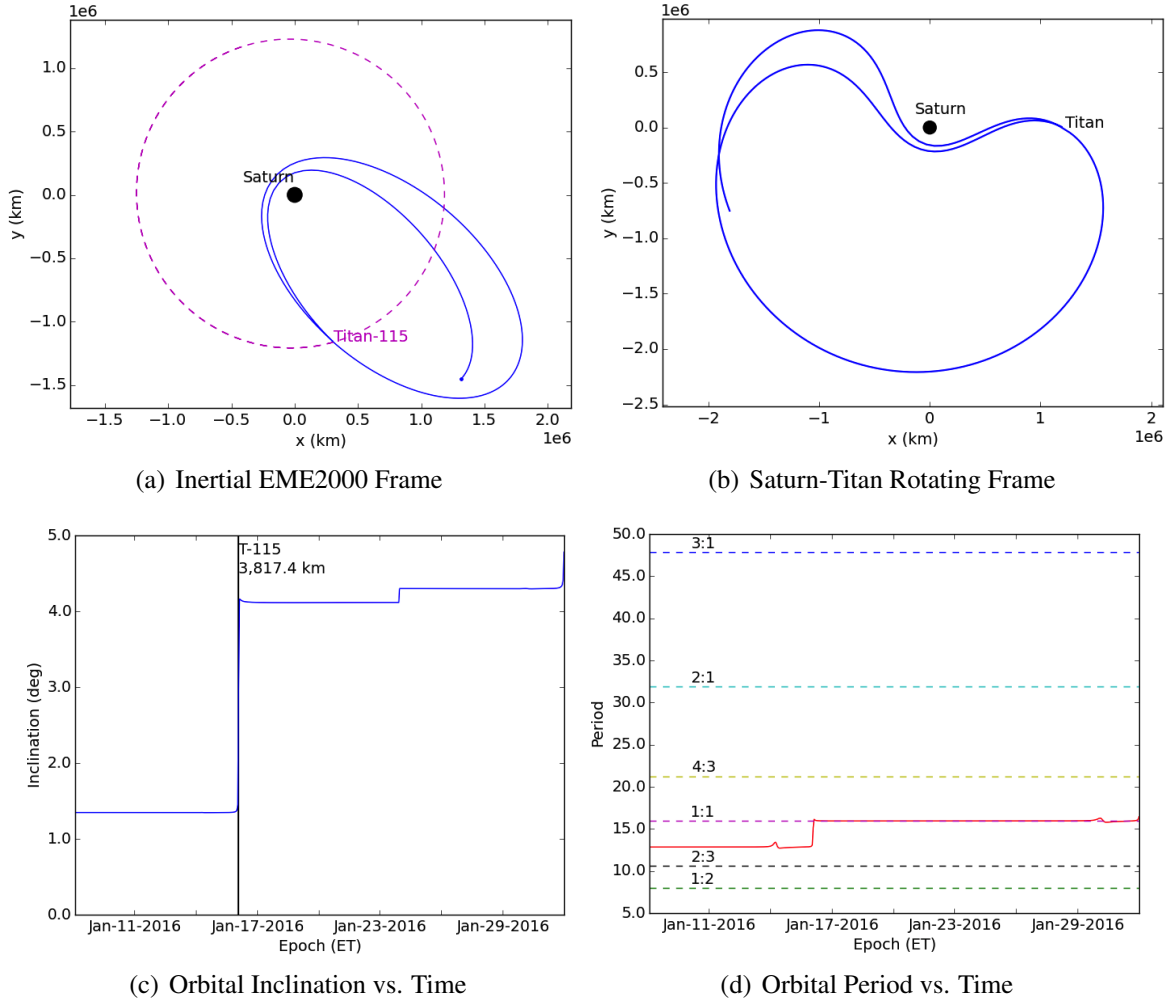 1e6
1.0
0.5
0.0
−0.5
−1.0
−1.5
y (km)
Saturn
Titan-115
−1.5 −1.0 −0.5 0.0 0.5 1.0 1.5 2.0
x (km)
1e6
(a) Inertial EME2000 Frame
1e6
0.5
0.0
−0.5
−1.0
−1.5
−2.0
−2.5
y (km)
Saturn
Titan
−2 −1 0 1 2
x (km)
1e6
(b) Saturn-Titan Rotating Frame
5.0
4.0
3.0
2.0
1.0
0.0
Inclination (deg)
T-115
3,817.4 km
Jan-11-2016 Jan-17-2016 Jan-23-2016 Jan-29-2016
Epoch (ET)
(c) Orbital Inclination vs. Time
50.0
45.0
40.0
35.0
30.0
25.0
20.0
15.0
10.0
5.0
Period
3:1
2:1
4:3
1:1
2:3
1:2
Jan-11-2016 Jan-17-2016 Jan-23-2016 Jan-29-2016
Epoch (ET)
(d) Orbital Period vs. Time